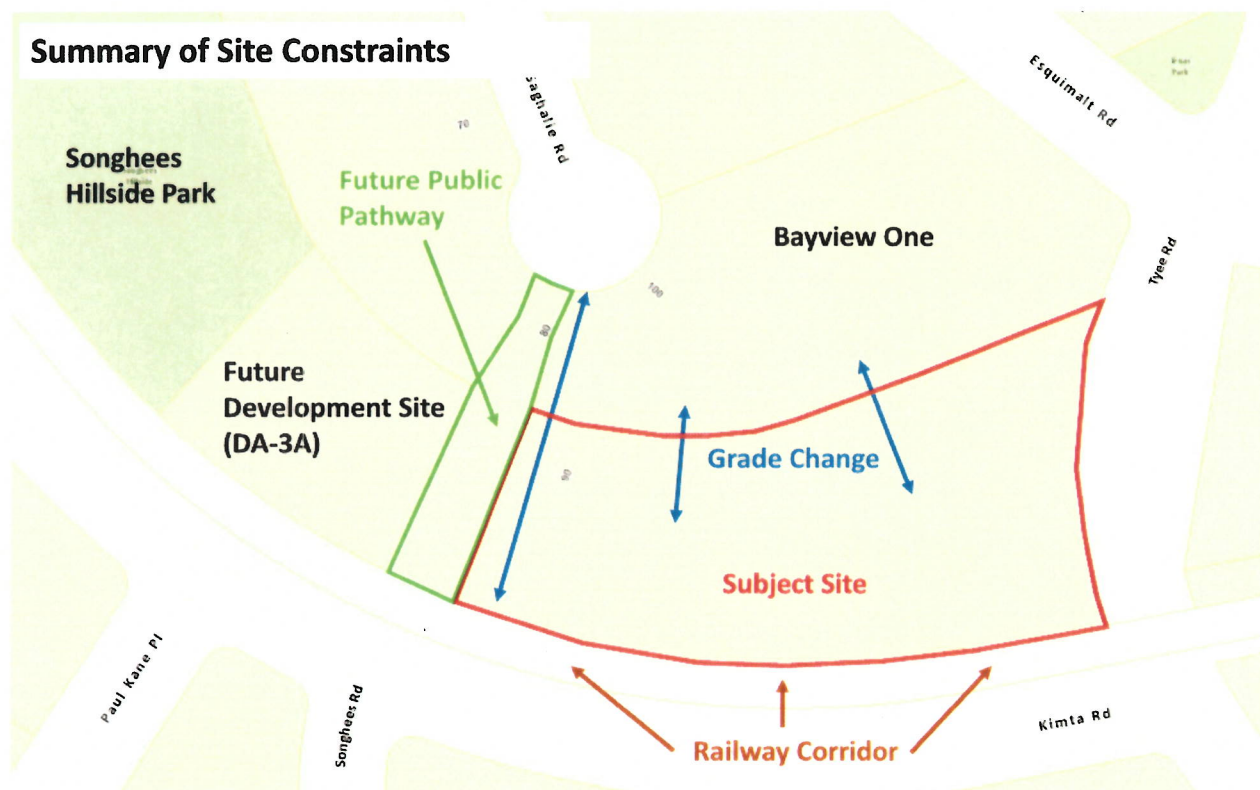 Summary of Site Constraints
Saghalie Rd
Esquimalt Rd
Park
70
Songhees
Hillside Park
Future Public
Pathway
Bayview One
Tyee Rd
100
80
Future
Development Site
(DA-3A)
Grade Change
90
Subject Site
Paul Kane Pl
Songhees Rd
Railway Corridor
Kimta Rd